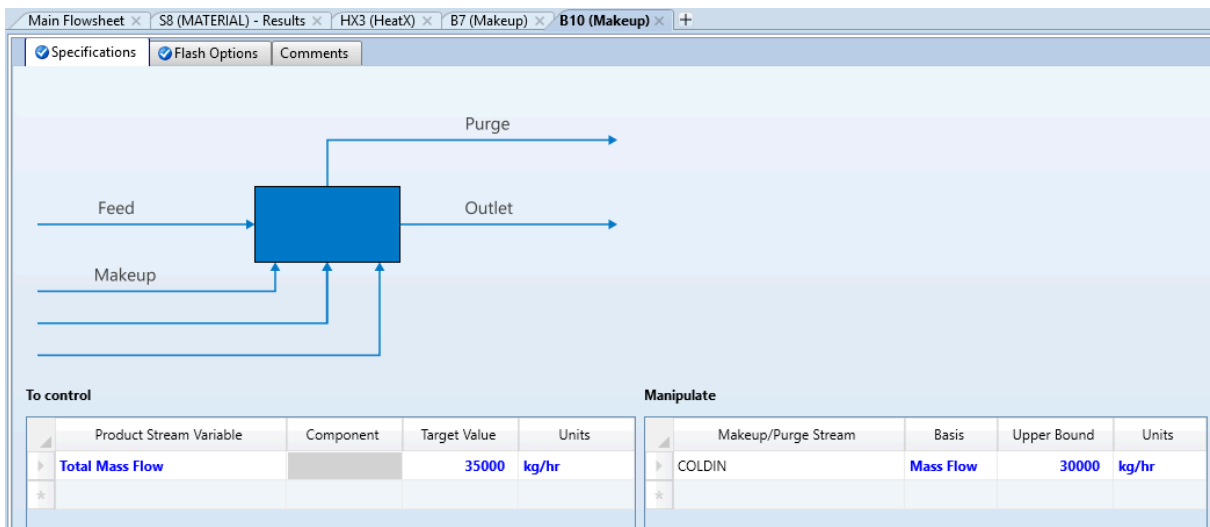 Main Flowsheet × S8 (MATERIAL) - Results × HX3 (HeatX) × B7 (Makeup) × B10 (Makeup) × +
Specifications Flash Options Comments
Purge
Feed Outlet
Makeup
To control Manipulate
Product Stream Variable Component Target Value Units Makeup/Purge Stream Basis Upper Bound Units
Total Mass Flow 35000 kg/hr COLDIN Mass Flow 30000 kg/hr